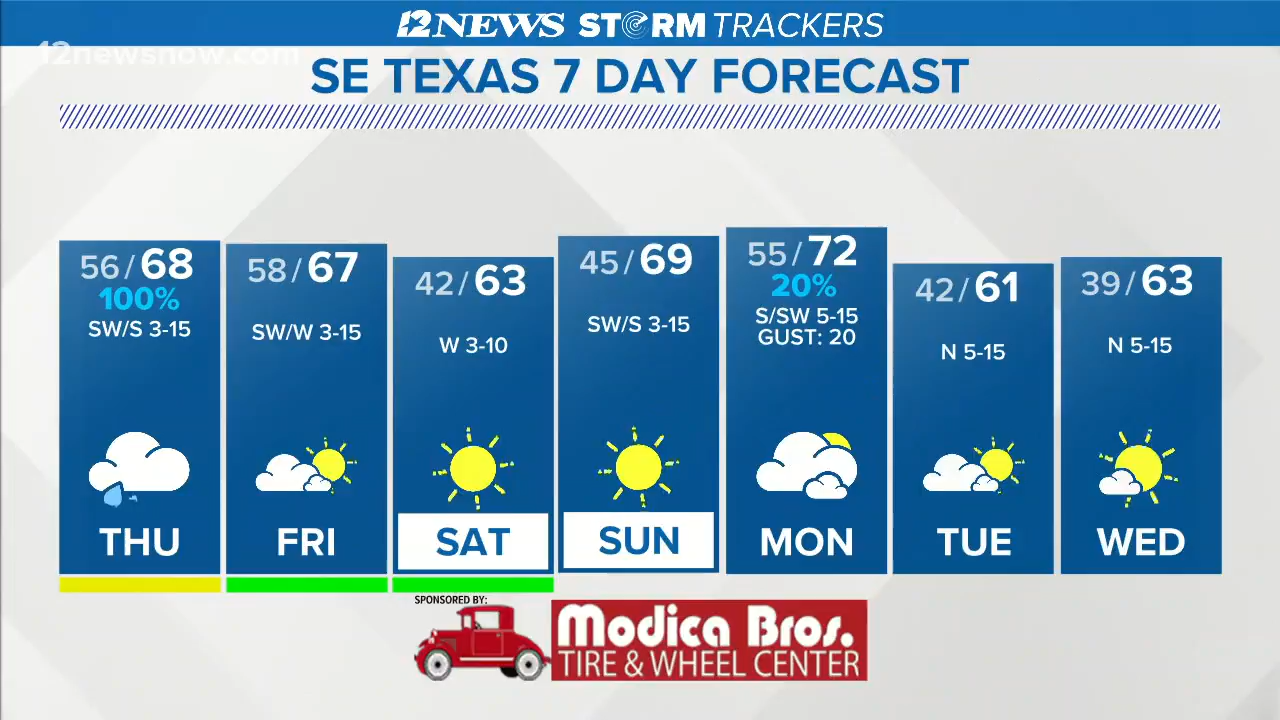 12NEWS STORM TRACKERS
12newsnow.com
SE TEXAS 7 DAY FORECAST
56/68
100%
SW/S 3-15
THU
58/67
SW/W 3-15
FRI
42/63
W 3-10
SAT
45/69
SW/S 3-15
SUN
55/72
20%
S/SW 5-15
GUST: 20
MON
42/61
N 5-15
TUE
39/63
N 5-15
WED
SPONSORED BY:
Modica Bros.
TIRE & WHEEL CENTER